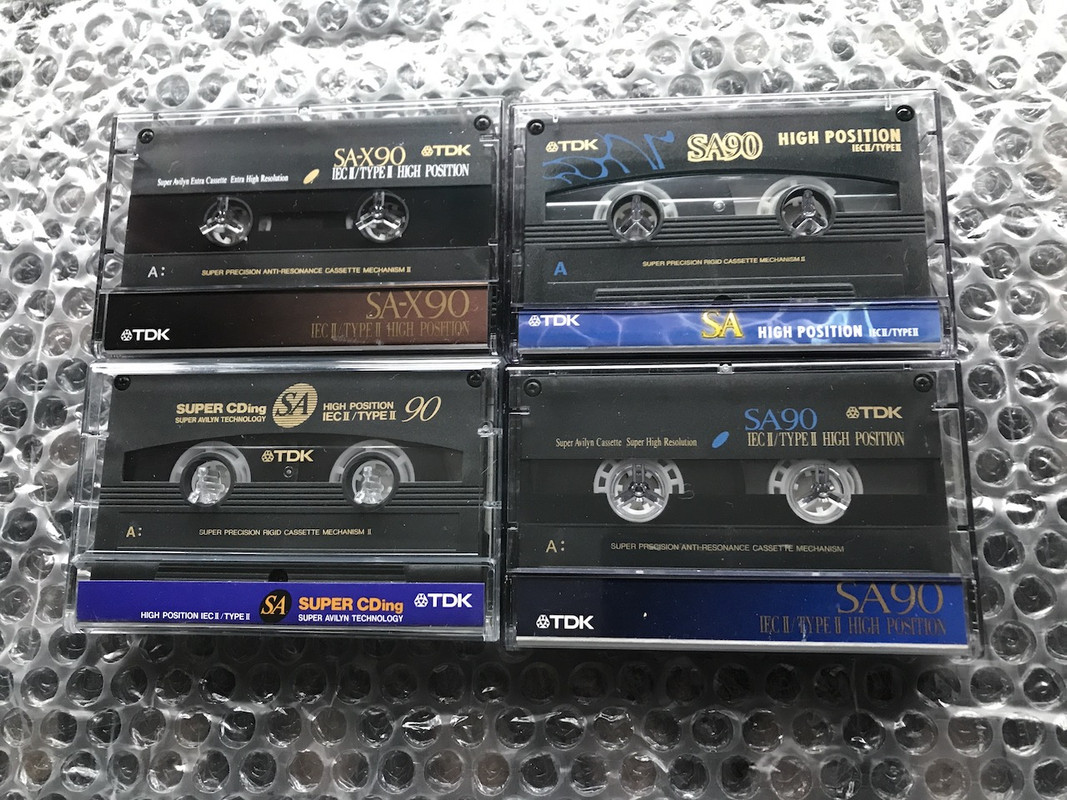 SA-X90 TDK
IEC II/TYPE II HIGH POSITION
Super Avilyn Extra Cassette Extra High Resolution
A:
SUPER PRECISION ANTI-RESONANCE CASSETTE MECHANISM II
SA-X90
IEC II/TYPE II HIGH POSITION
TDK
TDK
SA90
HIGH POSITION
IEC II/TYPE II
A
SUPER PRECISION RIGID CASSETTE MECHANISM II
TDK
SA HIGH POSITION IEC II/TYPE II
SUPER CDing
SUPER AVILYN TECHNOLOGY
SA
HIGH POSITION
IEC II/TYPE II
90
TDK
A:
SUPER PRECISION RIGID CASSETTE MECHANISM II
HIGH POSITION IEC II/TYPE II
SA
SUPER CDing
SUPER AVILYN TECHNOLOGY
TDK
SA90 TDK
IEC II/TYPE II HIGH POSITION
Super Avilyn Cassette Super High Resolution
A:
SUPER PRECISION ANTI-RESONANCE CASSETTE MECHANISM
SA90
IEC II/TYPE II HIGH POSITION
TDK